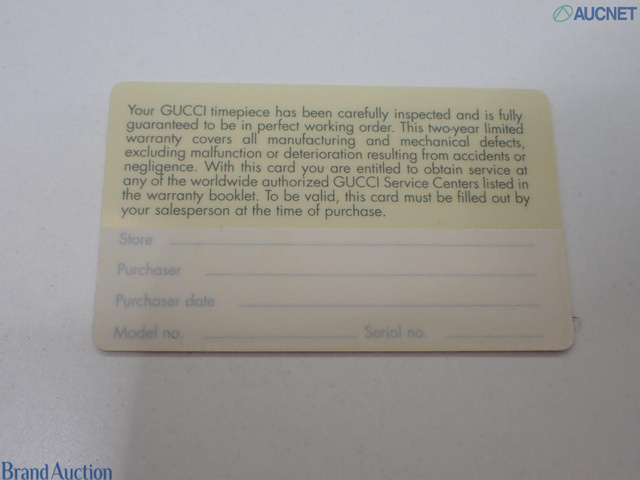 AUCNET
Your GUCCI timepiece has been carefully inspected and is fully
guaranteed to be in perfect working order. This two-year limited
warranty covers all manufacturing and mechanical defects,
excluding malfunction or deterioration resulting from accidents or
negligence. With this card you are entitled to obtain service at
any of the worldwide authorized GUCCI Service Centers listed in
the warranty booklet. To be valid, this card must be filled out by
your salesperson at the time of purchase.
Store
Purchaser
Purchaser date
Model no. Serial no.
Brand Auction